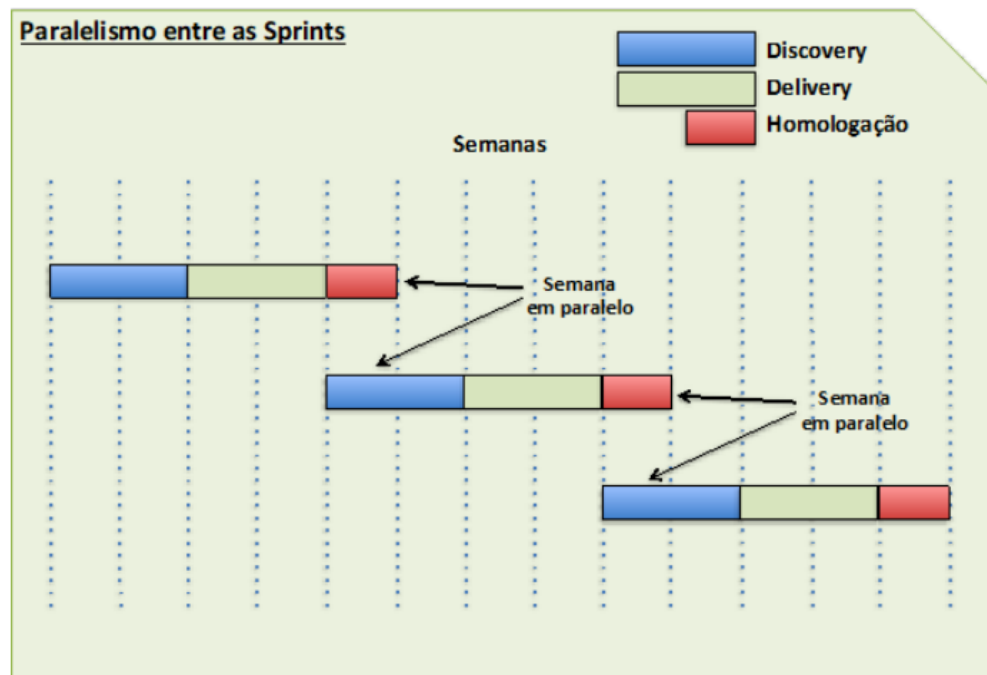 Paralelismo entre as Sprints
Discovery
Delivery
Homologação
Semanas
Semana
em paralelo
Semana
em paralelo